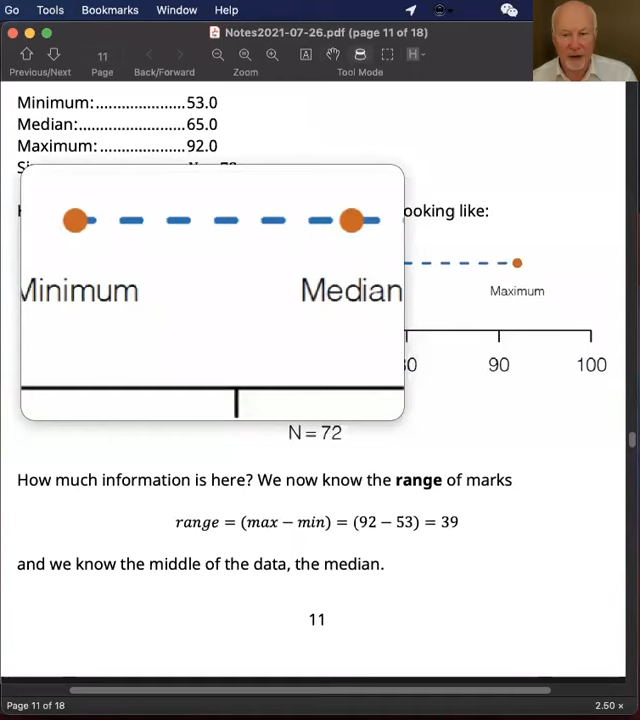 Go Tools Bookmarks Window Help
Notes2021-07-26.pdf (page 11 of 18)
11
Previous/Next Page Back/Forward Zoom Tool Mode
Minimum:.....................53.0
Median:........................65.0
Maximum:....................92.0
ooking like:
Minimum Median
Maximum
90 100
N = 72
How much information is here? We now know the range of marks
range = (max − min) = (92 − 53) = 39
and we know the middle of the data, the median.
11
Page 11 of 18 2.50 ×